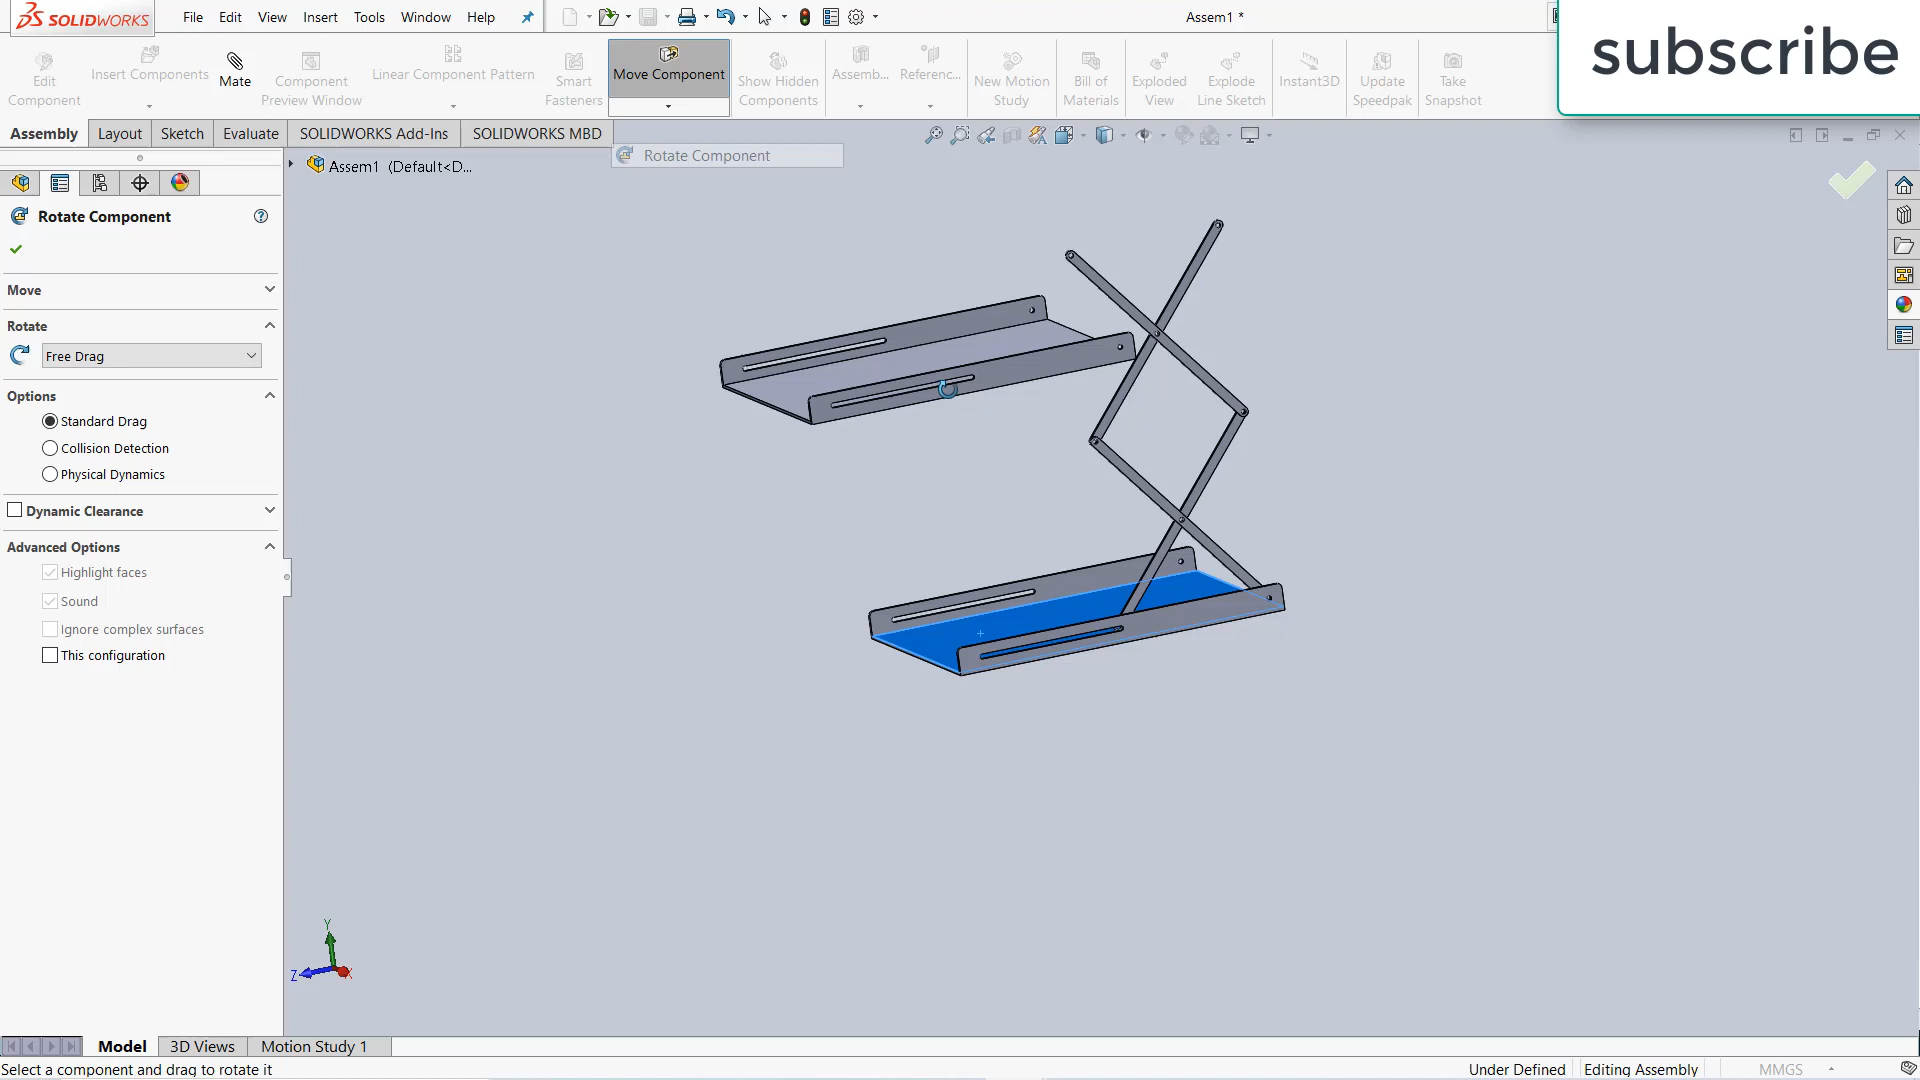 SOLIDWORKS
File Edit View Insert Tools Window Help
Assem1 *
subscribe
Edit Component
Insert Components
Mate
Component Preview Window
Linear Component Pattern
Smart Fasteners
Move Component
Show Hidden Components
Assemb...
Referenc...
New Motion Study
Bill of Materials
Exploded View
Explode Line Sketch
Instant3D
Update Speedpak
Take Snapshot
Assembly Layout Sketch Evaluate SOLIDWORKS Add-Ins SOLIDWORKS MBD
Rotate Component
Assem1 (Default<D...
Rotate Component
Move
Rotate
Free Drag
Options
Standard Drag
Collision Detection
Physical Dynamics
Dynamic Clearance
Advanced Options
Highlight faces
Sound
Ignore complex surfaces
This configuration
Y
Z
X
Model 3D Views Motion Study 1
Select a component and drag to rotate it
Under Defined Editing Assembly MMGS